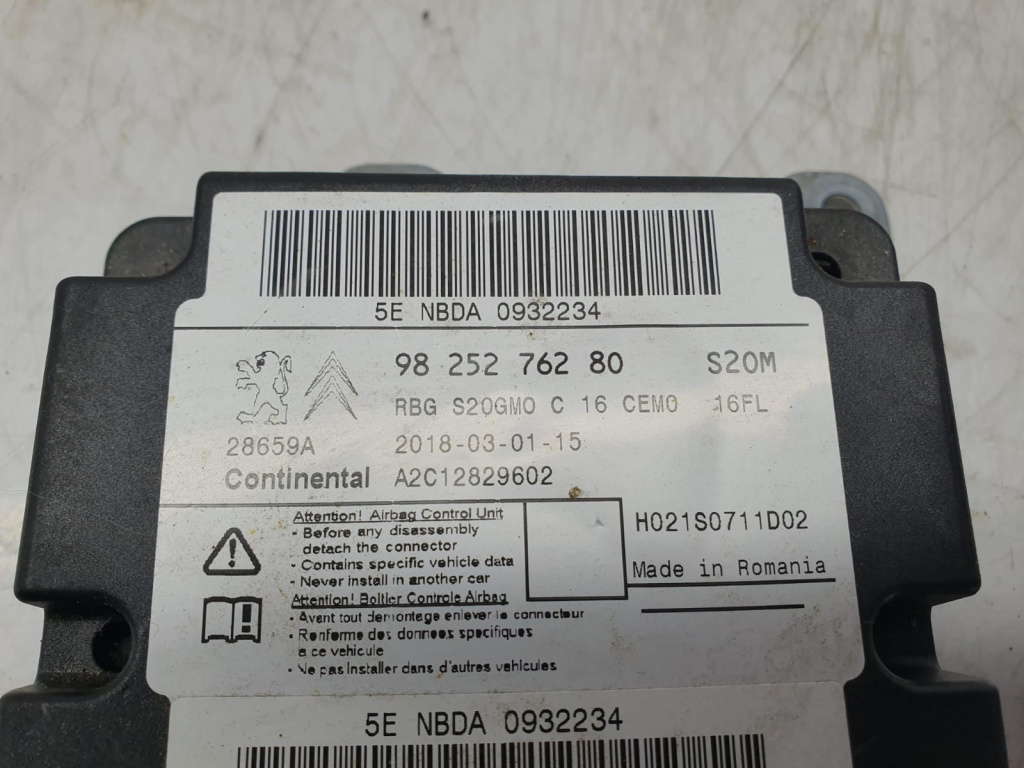 5E NBDA 0932234
98 252 762 80 S20M
RBG S20GMO C 16 CEMO 16FL
28659A 2018-03-01-15
Continental A2C12829602
Attention! Airbag Control Unit
- Before any disassembly
detach the connector
- Contains specific vehicle data
- Never install in another car
Attention! Boîtier Controle Airbag
- Avant tout demontage enlever le connecteur
- Renferme des donnees specifiques
a ce vehicule
- Ne pas installer dans d'autres vehicules
H021S0711D02
Made in Romania
5E NBDA 0932234